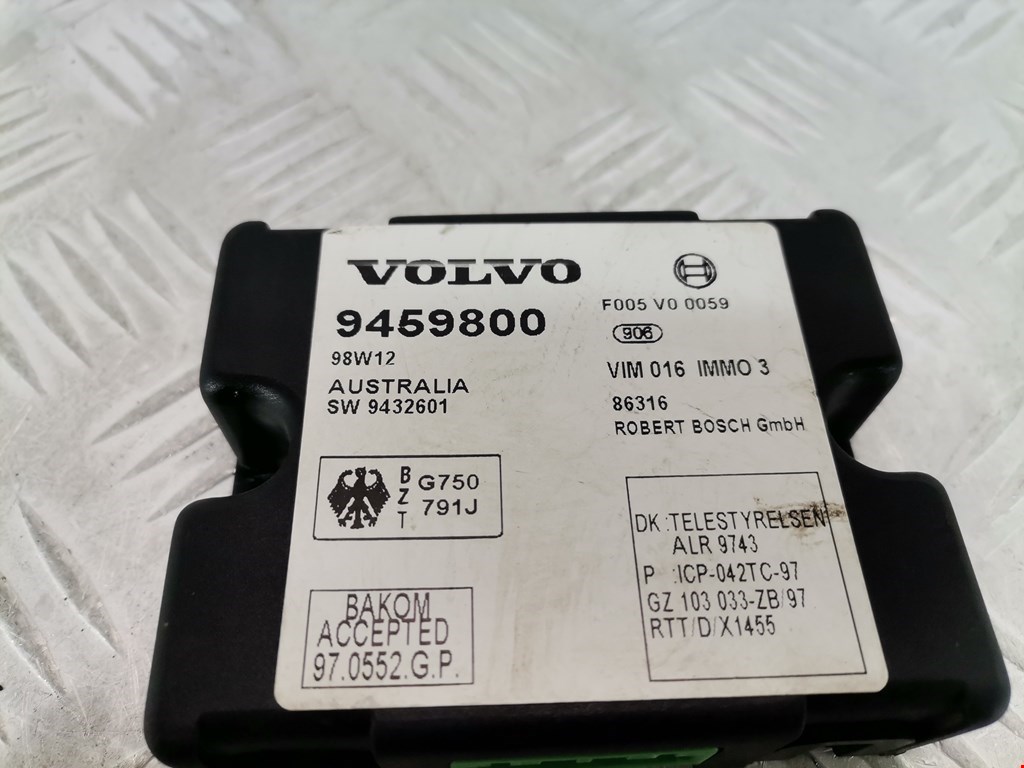 VOLVO
9459800
98W12
AUSTRALIA
SW 9432601
F005 V0 0059
906
VIM 016 IMMO 3
86316
ROBERT BOSCH GmbH
BZT
G750
791J
BAKOM
ACCEPTED
97.0552.G.P.
DK :TELESTYRELSEN
ALR 9743
P :ICP-042TC-97
GZ 103 033-ZB/97
RTT/D/X1455